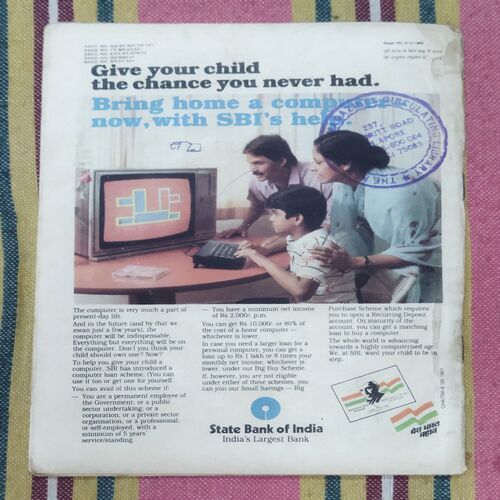 Give your child
the chance you never had.
Bring home a computer
now, with SBI's help.
CIRCULATING LIBRARY
237,
MUTT ROAD
THE
The computer is very much a part of
present-day life.
And in the future (and by that we
mean just a few years), the
computer will be indispensable.
Everything but everything will be on
the computer. Don't you think your
child should own one? Now?
To help you give your child a
computer, SBI has introduced a
computer loan scheme. (You can
use it too or get one for yourself.
You can avail of this scheme if:
— You are a permanent employee of
the Government; or a public
sector undertaking; or a
corporation; or a private sector
organisation; or a professional;
or self-employed, with a
minimum of 5 years'
service/standing.
— You have a minimum net income
of Rs 2,000/- p.m.
You can get Rs 10,000/- or 80% of
the cost of a home computer —
whichever is lower.
In case you need a larger loan for a
personal computer, you can get a
loan up to Rs 1 lakh or 8 times your
monthly net income, whichever is
lower, under our Big Buy Scheme.
If, however, you are not eligible
under either of these schemes, you
can join our Small Savings — Big
Purchase Scheme which requires
you to open a Recurring Deposit
account. On maturity of the
account, you can get a matching
loan to buy a computer.
The whole world is advancing
towards a highly computerised age.
We, at SBI, want your child to be in
step.
State Bank of India
India's Largest Bank
मेरा भारत
महान